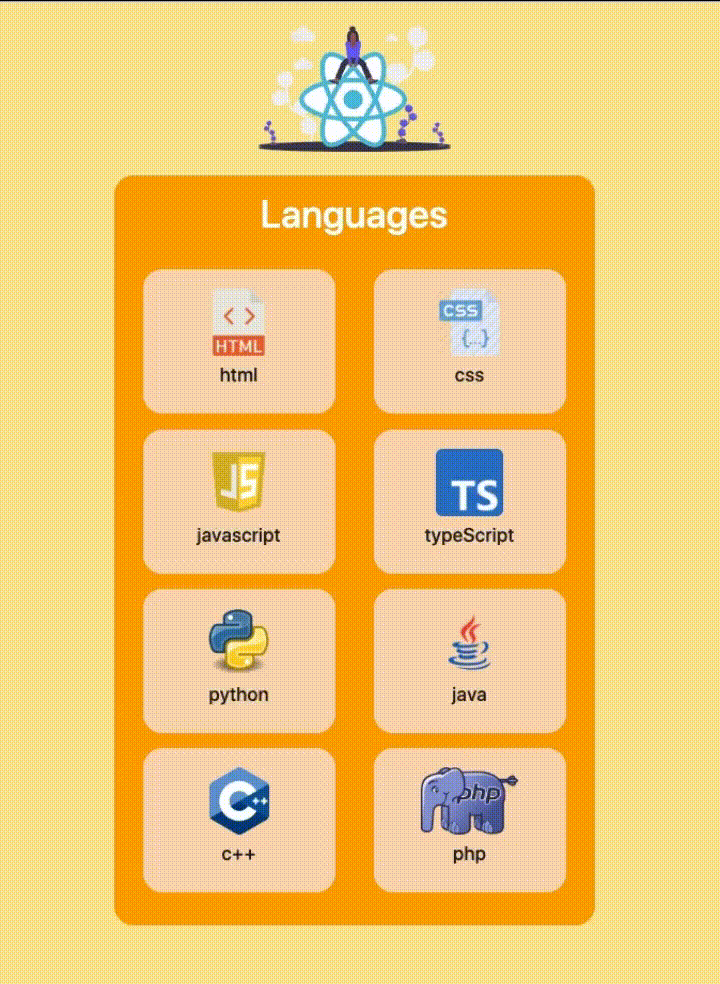 Languages
< >
HTML
html
CSS
{...}
css
JS
javascript
TS
typeScript
python
java
C++
c++
php
php